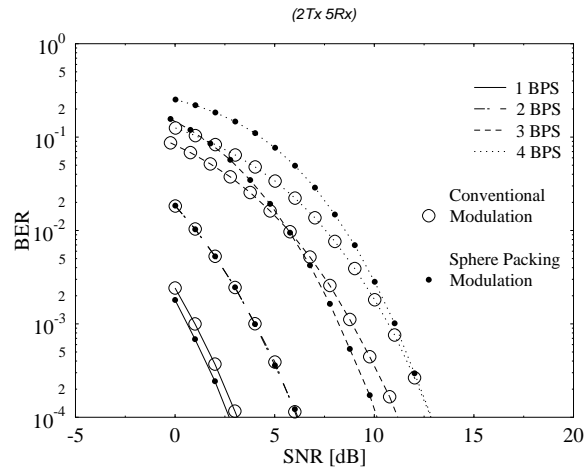 (2Tx 5Rx)
10^0
2
5
10^-1
2
5
10^-2
2
5
10^-3
2
5
10^-4
BER
-5 0 5 10 15 20
SNR [dB]
1 BPS
2 BPS
3 BPS
4 BPS
Conventional
Modulation
Sphere Packing
Modulation